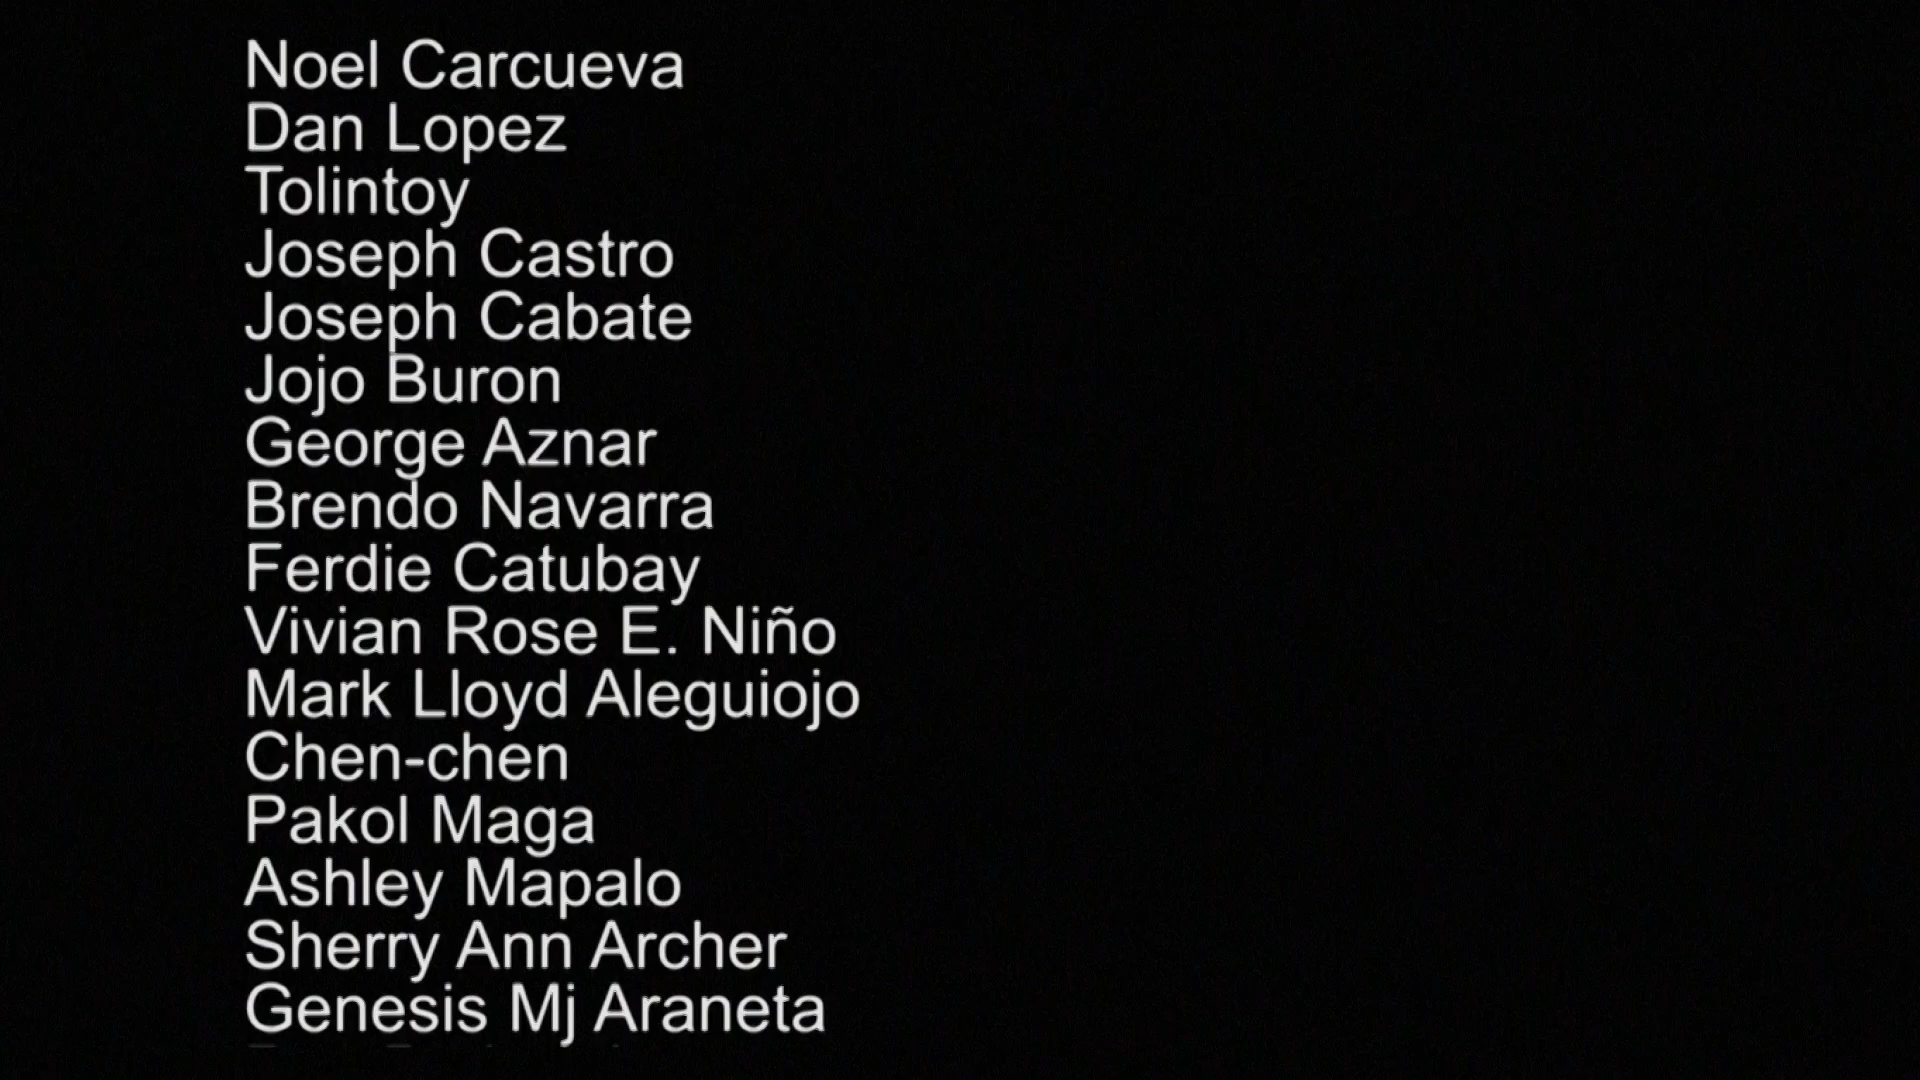 Noel Carcueva
Dan Lopez
Tolintoy
Joseph Castro
Joseph Cabate
Jojo Buron
George Aznar
Brendo Navarra
Ferdie Catubay
Vivian Rose E. Niño
Mark Lloyd Aleguiojo
Chen-chen
Pakol Maga
Ashley Mapalo
Sherry Ann Archer
Genesis Mj Araneta